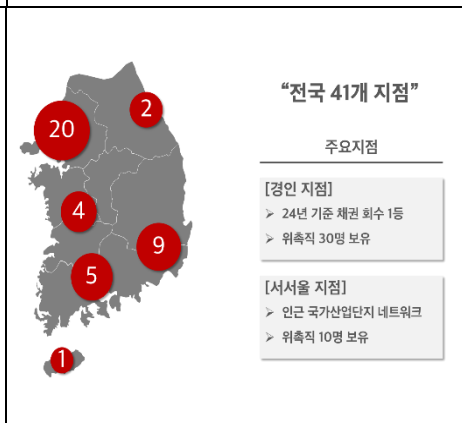 20
2
4
9
5
1
“전국 41개 지점”
주요지점
[경인 지점]
➢ 24년 기준 채권 회수 1등
➢ 위촉직 30명 보유
[서서울 지점]
➢ 인근 국가산업단지 네트워크
➢ 위촉직 10명 보유